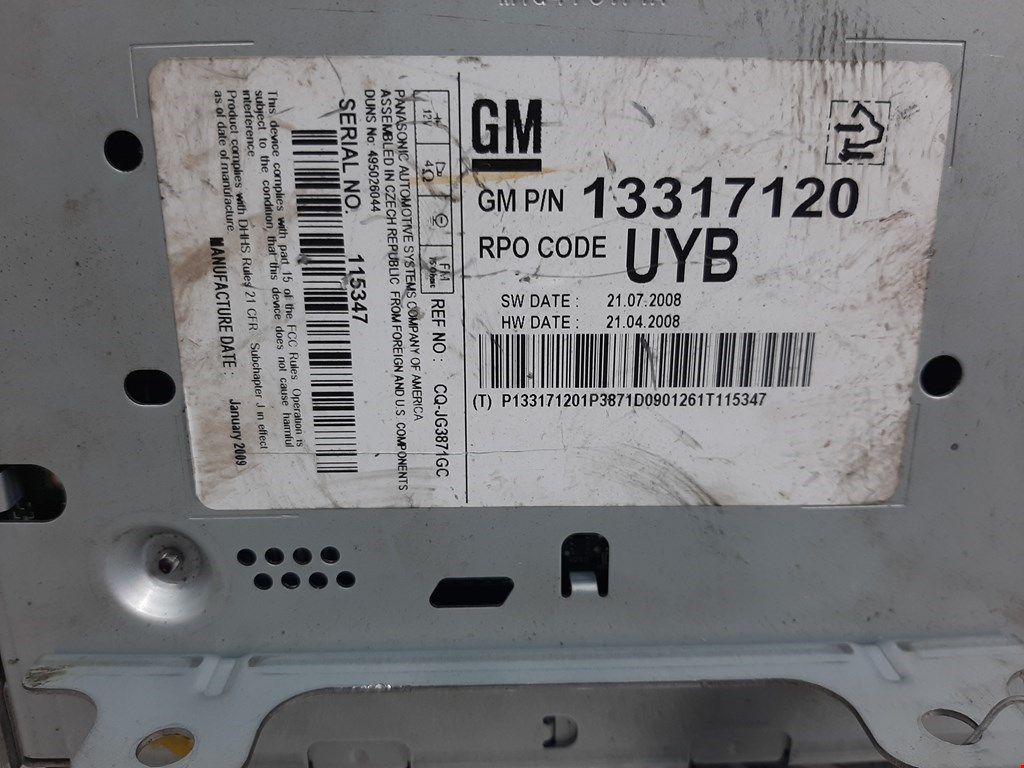 GM
GM P/N 13317120
RPO CODE UYB
SW DATE : 21.07.2008
HW DATE : 21.04.2008
(T) P133171201P3871D0901261T115347
REF NO : CQ-JG3871GC
12V 4Ω FM
PANASONIC AUTOMOTIVE SYSTEMS COMPANY OF AMERICA
ASSEMBLED IN CZECH REPUBLIC FROM FOREIGN AND U.S. COMPONENTS
DUNS No: 495026044
SERIAL NO. 115347
This device complies with part 15 of the FCC Rules. Operation is
subject to the condition, that this device does not cause harmful
interference.
Product complies with DHHS Rules 21 CFR Subchapter J in effect
as of date of manufacture.
MANUFACTURE DATE : January 2009